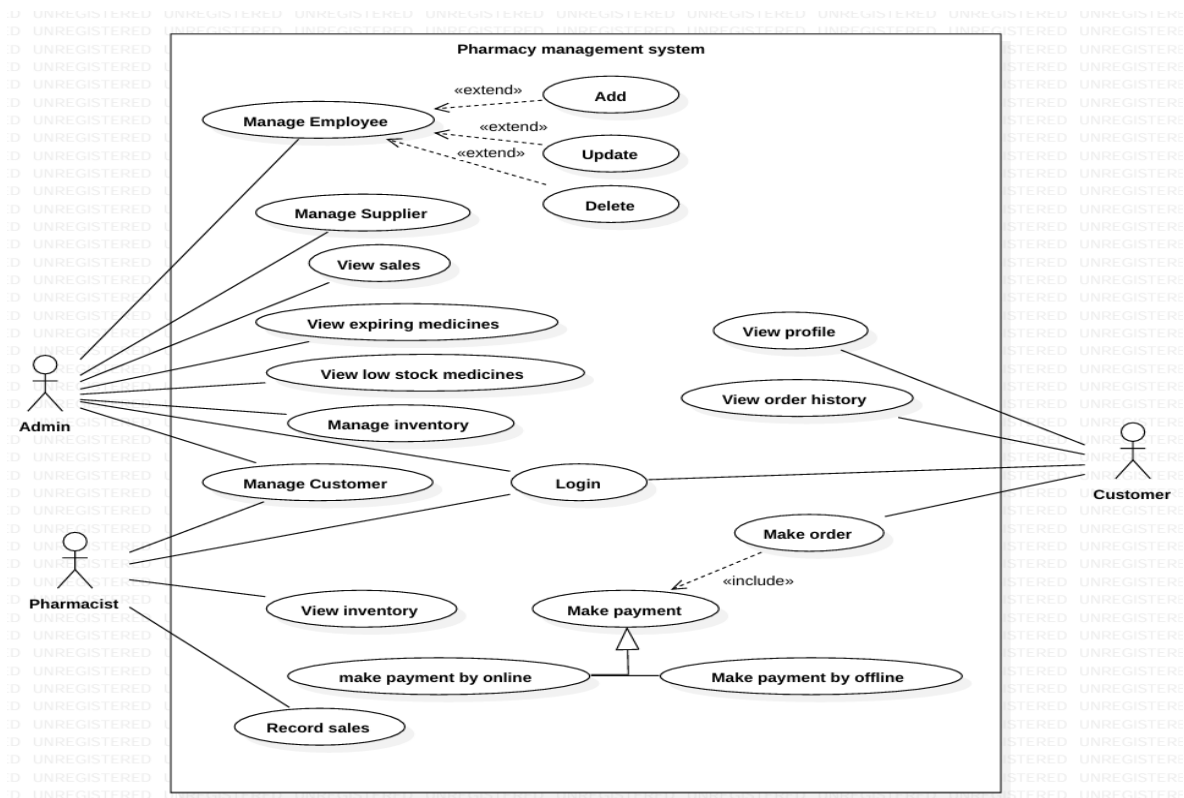 Pharmacy management system
«extend»
Add
Manage Employee
«extend»
Update
«extend»
Delete
Manage Supplier
View sales
View expiring medicines
View profile
View low stock medicines
View order history
Admin
Manage inventory
Manage Customer
Login
Customer
Make order
«include»
Pharmacist
View inventory
Make payment
make payment by online
Make payment by offline
Record sales
UNREGISTERED